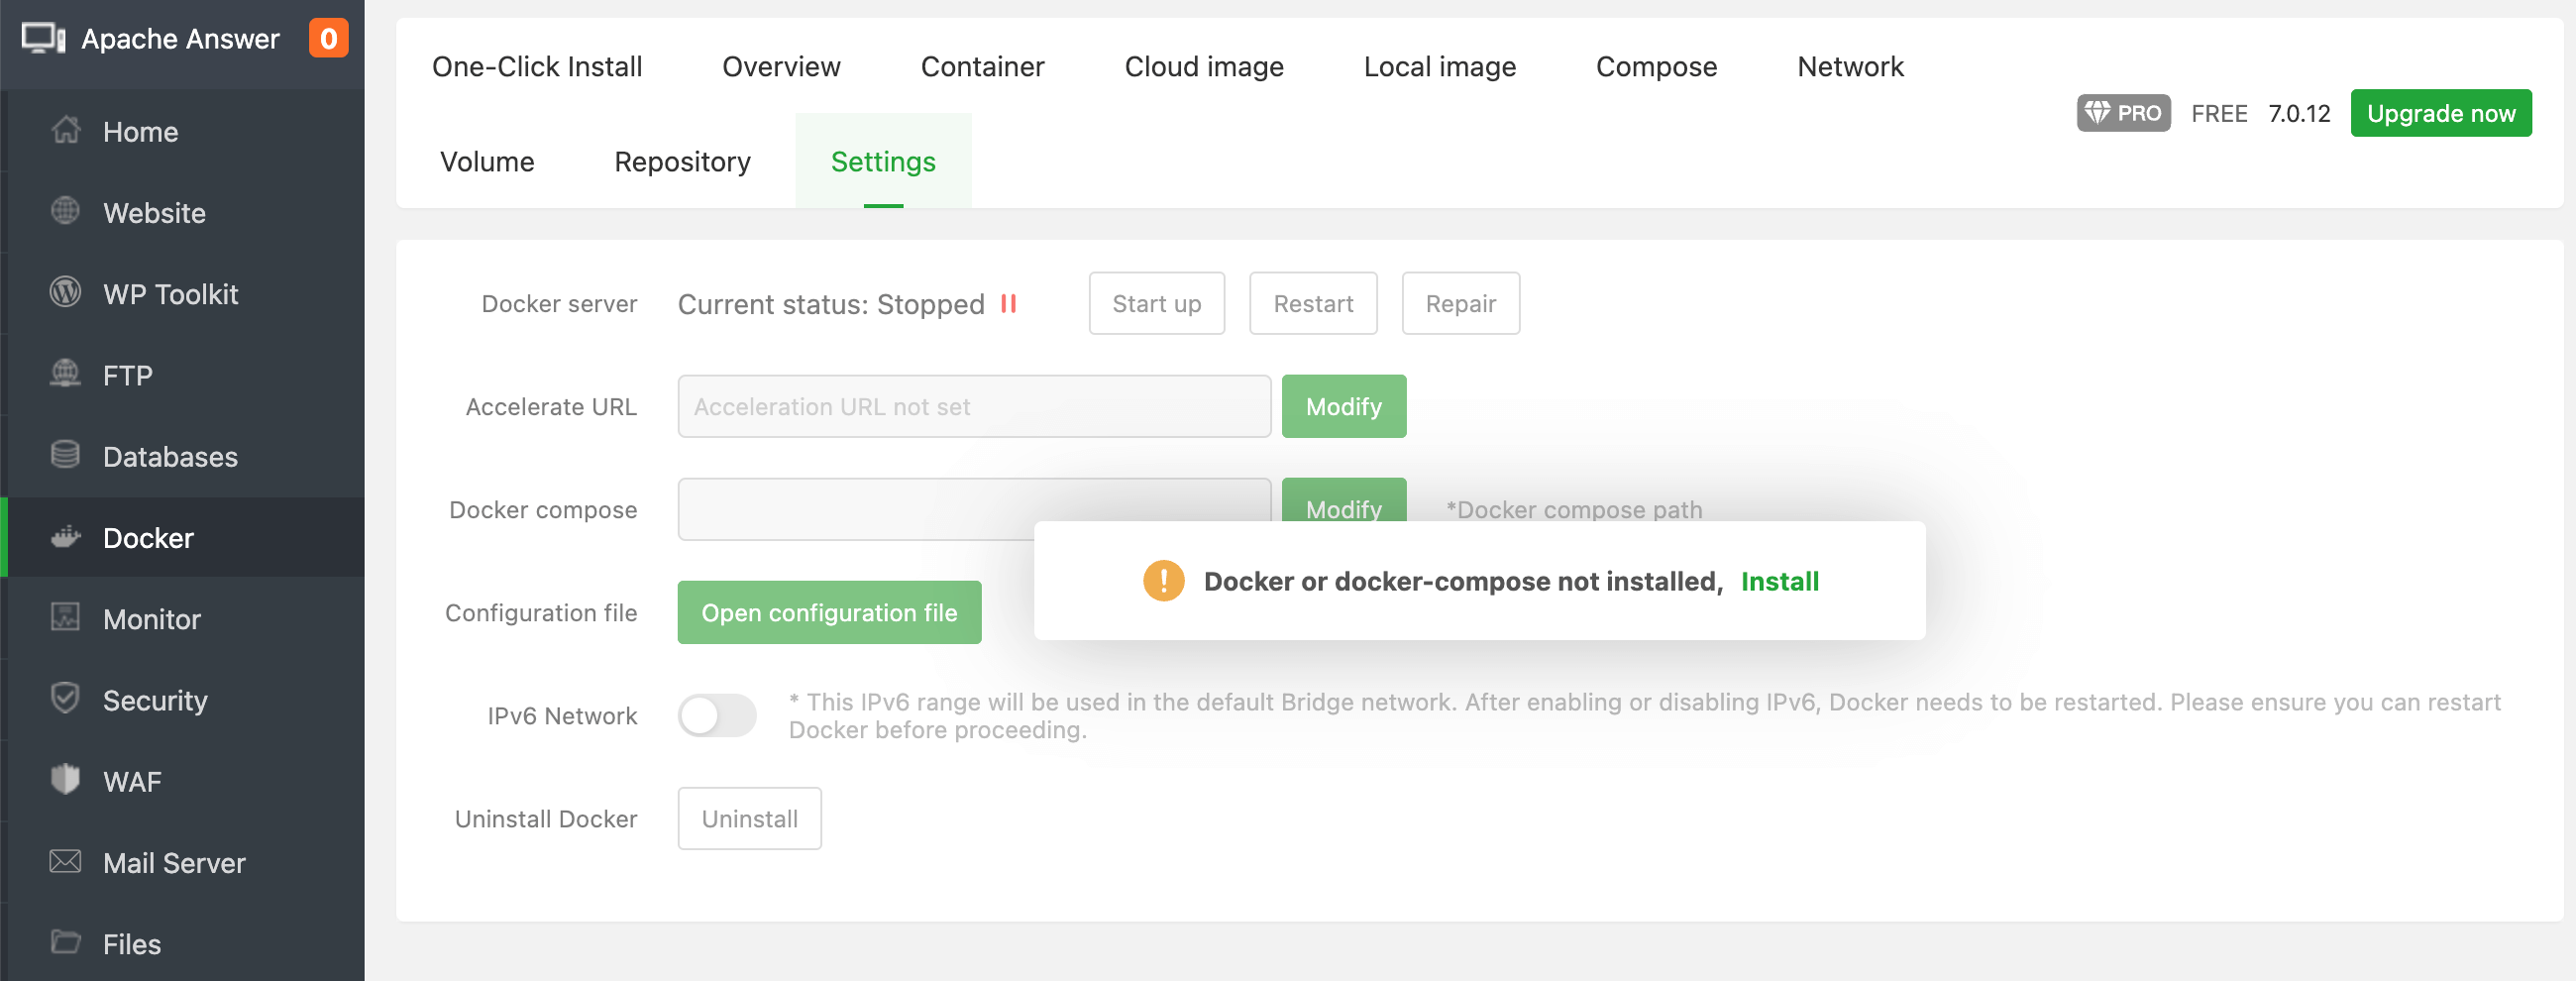 Apache Answer 0
Home
Website
WP Toolkit
FTP
Databases
Docker
Monitor
Security
WAF
Mail Server
Files
One-Click Install Overview Container Cloud image Local image Compose Network
Volume Repository Settings
PRO FREE 7.0.12 Upgrade now
Docker server Current status: Stopped Start up Restart Repair
Accelerate URL Acceleration URL not set Modify
Docker compose Modify *Docker compose path
Docker or docker-compose not installed, Install
Configuration file Open configuration file
IPv6 Network * This IPv6 range will be used in the default Bridge network. After enabling or disabling IPv6, Docker needs to be restarted. Please ensure you can restart
Docker before proceeding.
Uninstall Docker Uninstall